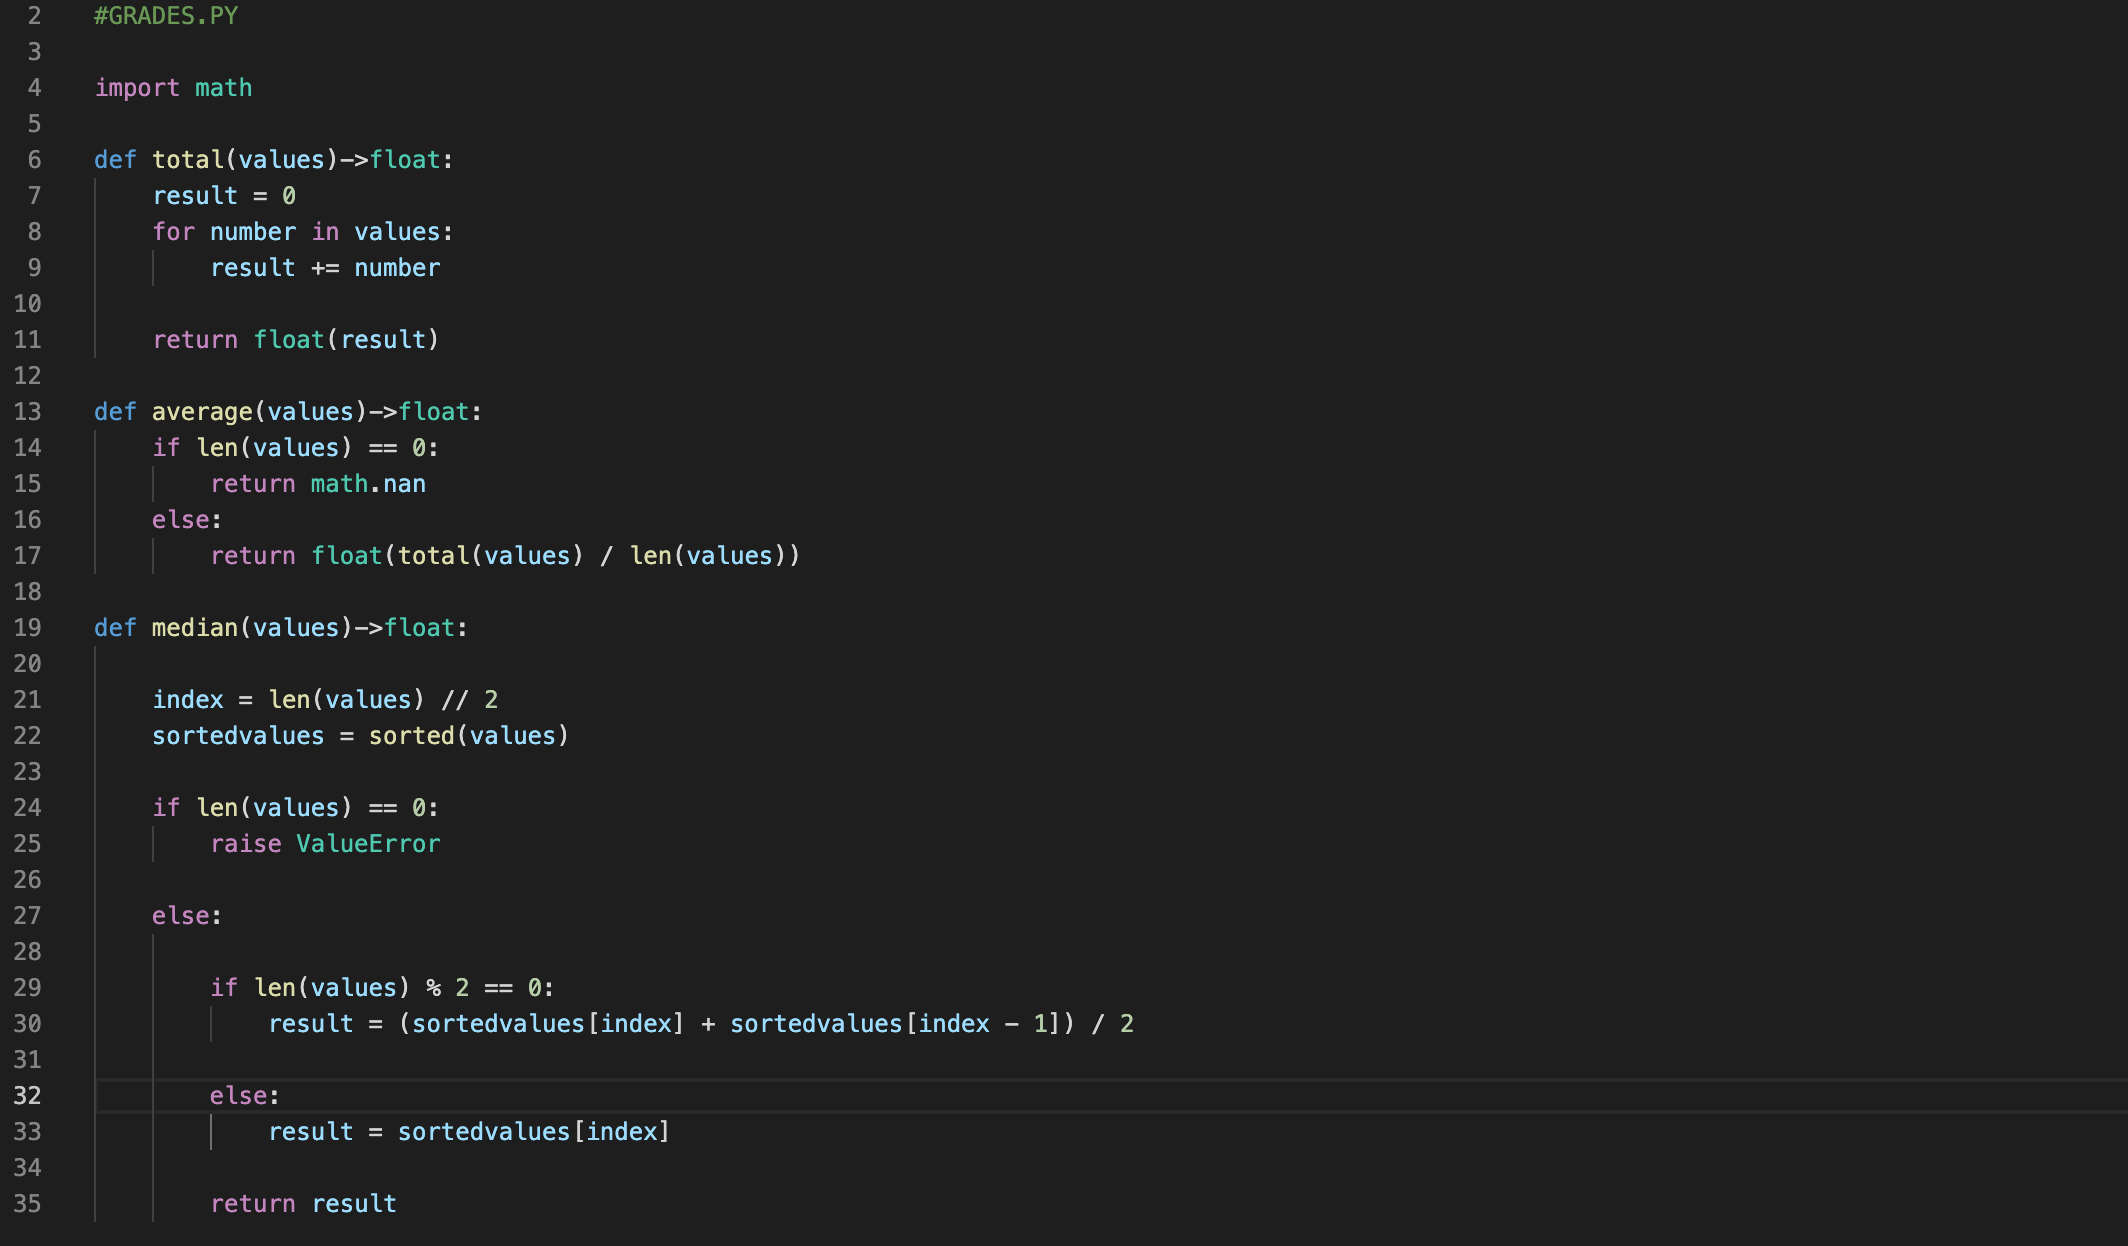 2 #GRADES.PY
3
4 import math
5
6 def total(values)->float:
7     result = 0
8     for number in values:
9         result += number
10
11     return float(result)
12
13 def average(values)->float:
14     if len(values) == 0:
15         return math.nan
16     else:
17         return float(total(values) / len(values))
18
19 def median(values)->float:
20
21     index = len(values) // 2
22     sortedvalues = sorted(values)
23
24     if len(values) == 0:
25         raise ValueError
26
27     else:
28
29         if len(values) % 2 == 0:
30             result = (sortedvalues[index] + sortedvalues[index - 1]) / 2
31
32         else:
33             result = sortedvalues[index]
34
35         return result